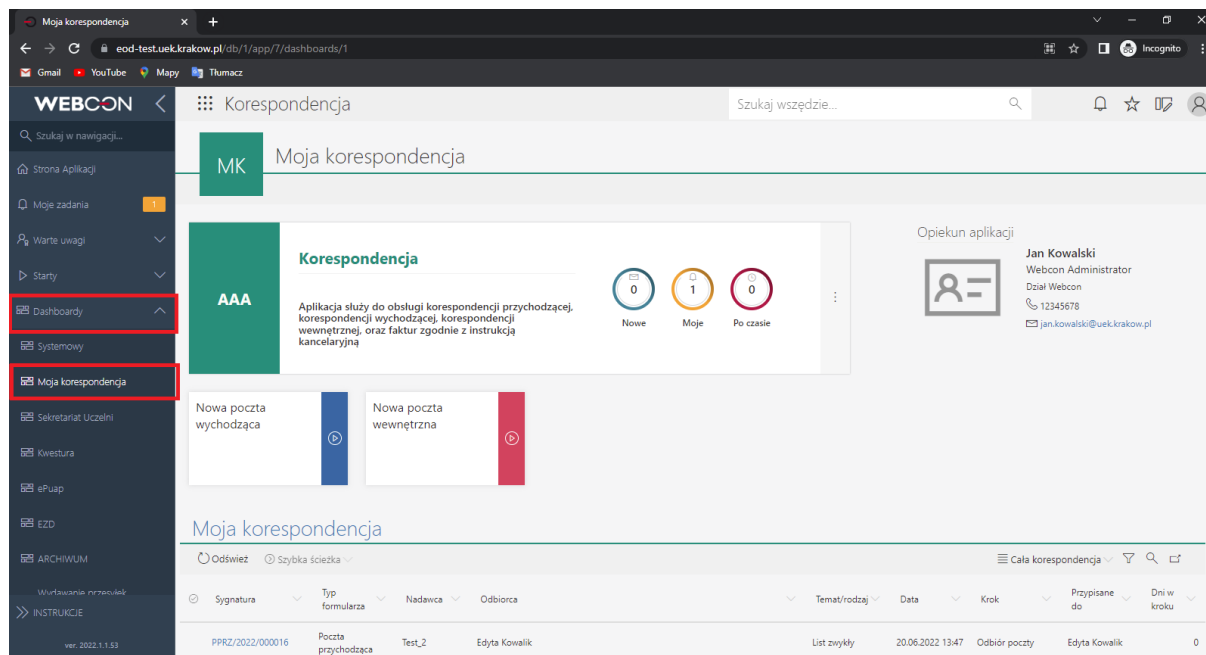 Moja korespondencja
eod-test.uek.krakow.pl/db/1/app/7/dashboards/1
Incognito
Gmail YouTube Mapy Tłumacz
WEBCON
Korespondencja
Szukaj wszędzie...
Szukaj w nawigacji...
Strona Aplikacji
Moje zadania 1
Warte uwagi
Starty
Dashboardy
Systemowy
Moja korespondencja
Sekretariat Uczelni
Kwestura
ePuap
EZD
ARCHIWUM
Wydawanie przesyłek
INSTRUKCJE
ver. 2022.1.1.53
MK
Moja korespondencja
AAA
Korespondencja
Aplikacja służy do obsługi korespondencji przychodzącej,
korespondencji wychodzącej, korespondencji
wewnętrznej, oraz faktur zgodnie z instrukcją
kancelaryjną
0 1 0
Nowe Moje Po czasie
Opiekun aplikacji
Jan Kowalski
Webcon Administrator
Dział Webcon
12345678
jan.kowalski@uek.krakow.pl
Nowa poczta
wychodząca
Nowa poczta
wewnętrzna
Moja korespondencja
Odśwież Szybka ścieżka Cała korespondencja
Sygnatura Typ formularza Nadawca Odbiorca Temat/rodzaj Data Krok Przypisane do Dni w kroku
PPRZ/2022/000016 Poczta przychodząca Test_2 Edyta Kowalik List zwykły 20.06.2022 13:47 Odbiór poczty Edyta Kowalik 0